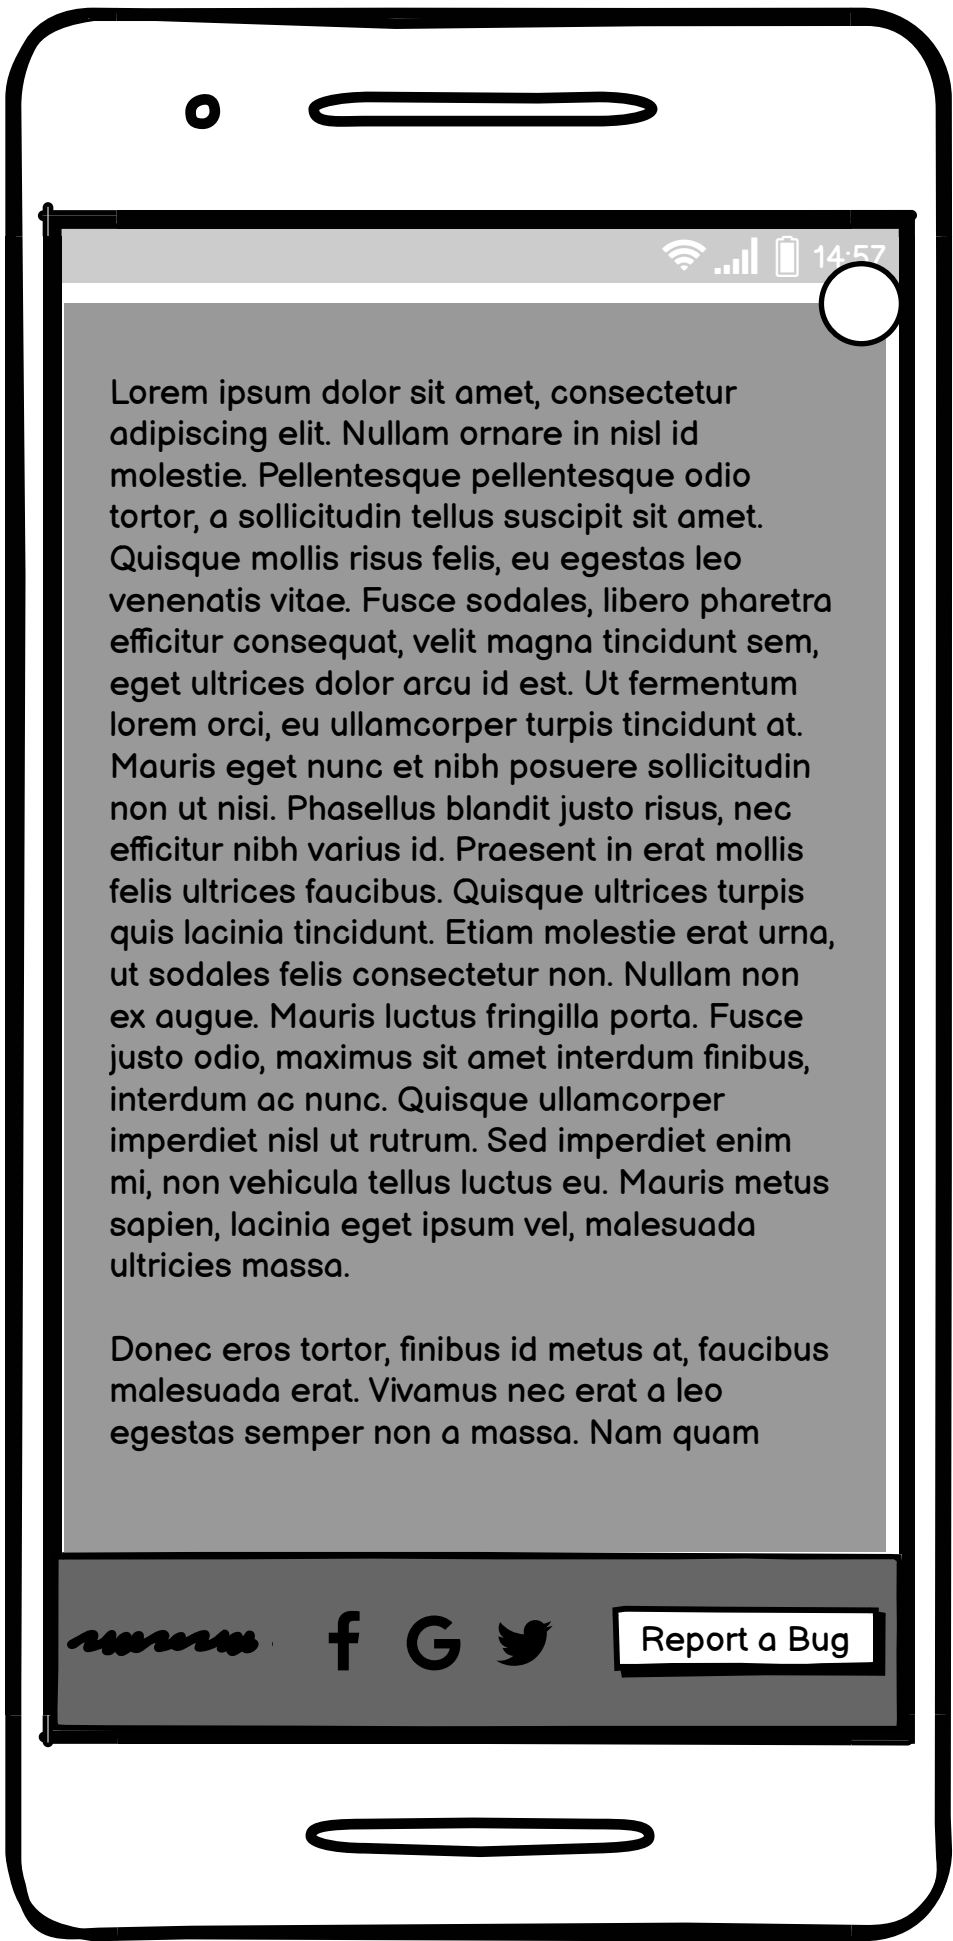 14:57
Lorem ipsum dolor sit amet, consectetur
adipiscing elit. Nullam ornare in nisl id
molestie. Pellentesque pellentesque odio
tortor, a sollicitudin tellus suscipit sit amet.
Quisque mollis risus felis, eu egestas leo
venenatis vitae. Fusce sodales, libero pharetra
efficitur consequat, velit magna tincidunt sem,
eget ultrices dolor arcu id est. Ut fermentum
lorem orci, eu ullamcorper turpis tincidunt at.
Mauris eget nunc et nibh posuere sollicitudin
non ut nisi. Phasellus blandit justo risus, nec
efficitur nibh varius id. Praesent in erat mollis
felis ultrices faucibus. Quisque ultrices turpis
quis lacinia tincidunt. Etiam molestie erat urna,
ut sodales felis consectetur non. Nullam non
ex augue. Mauris luctus fringilla porta. Fusce
justo odio, maximus sit amet interdum finibus,
interdum ac nunc. Quisque ullamcorper
imperdiet nisl ut rutrum. Sed imperdiet enim
mi, non vehicula tellus luctus eu. Mauris metus
sapien, lacinia eget ipsum vel, malesuada
ultricies massa.
Donec eros tortor, finibus id metus at, faucibus
malesuada erat. Vivamus nec erat a leo
egestas semper non a massa. Nam quam
Report a Bug